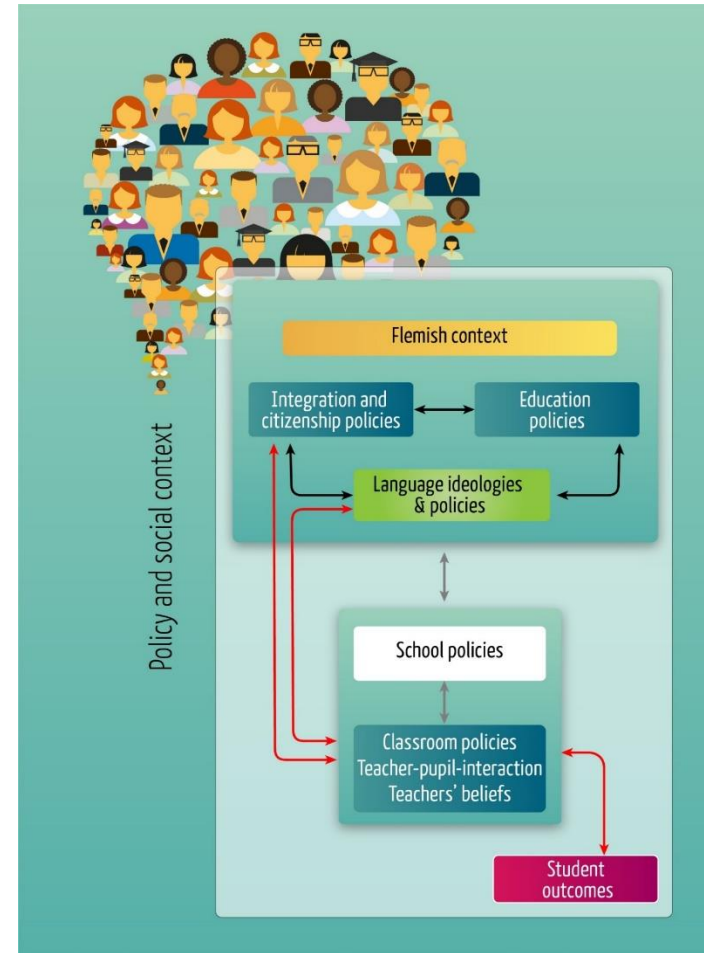 Flemish context
Integration and
citizenship policies
Education
policies
Language ideologies
& policies
Policy and social context
School policies
Classroom policies
Teacher-pupil-interaction
Teachers’ beliefs
Student
outcomes